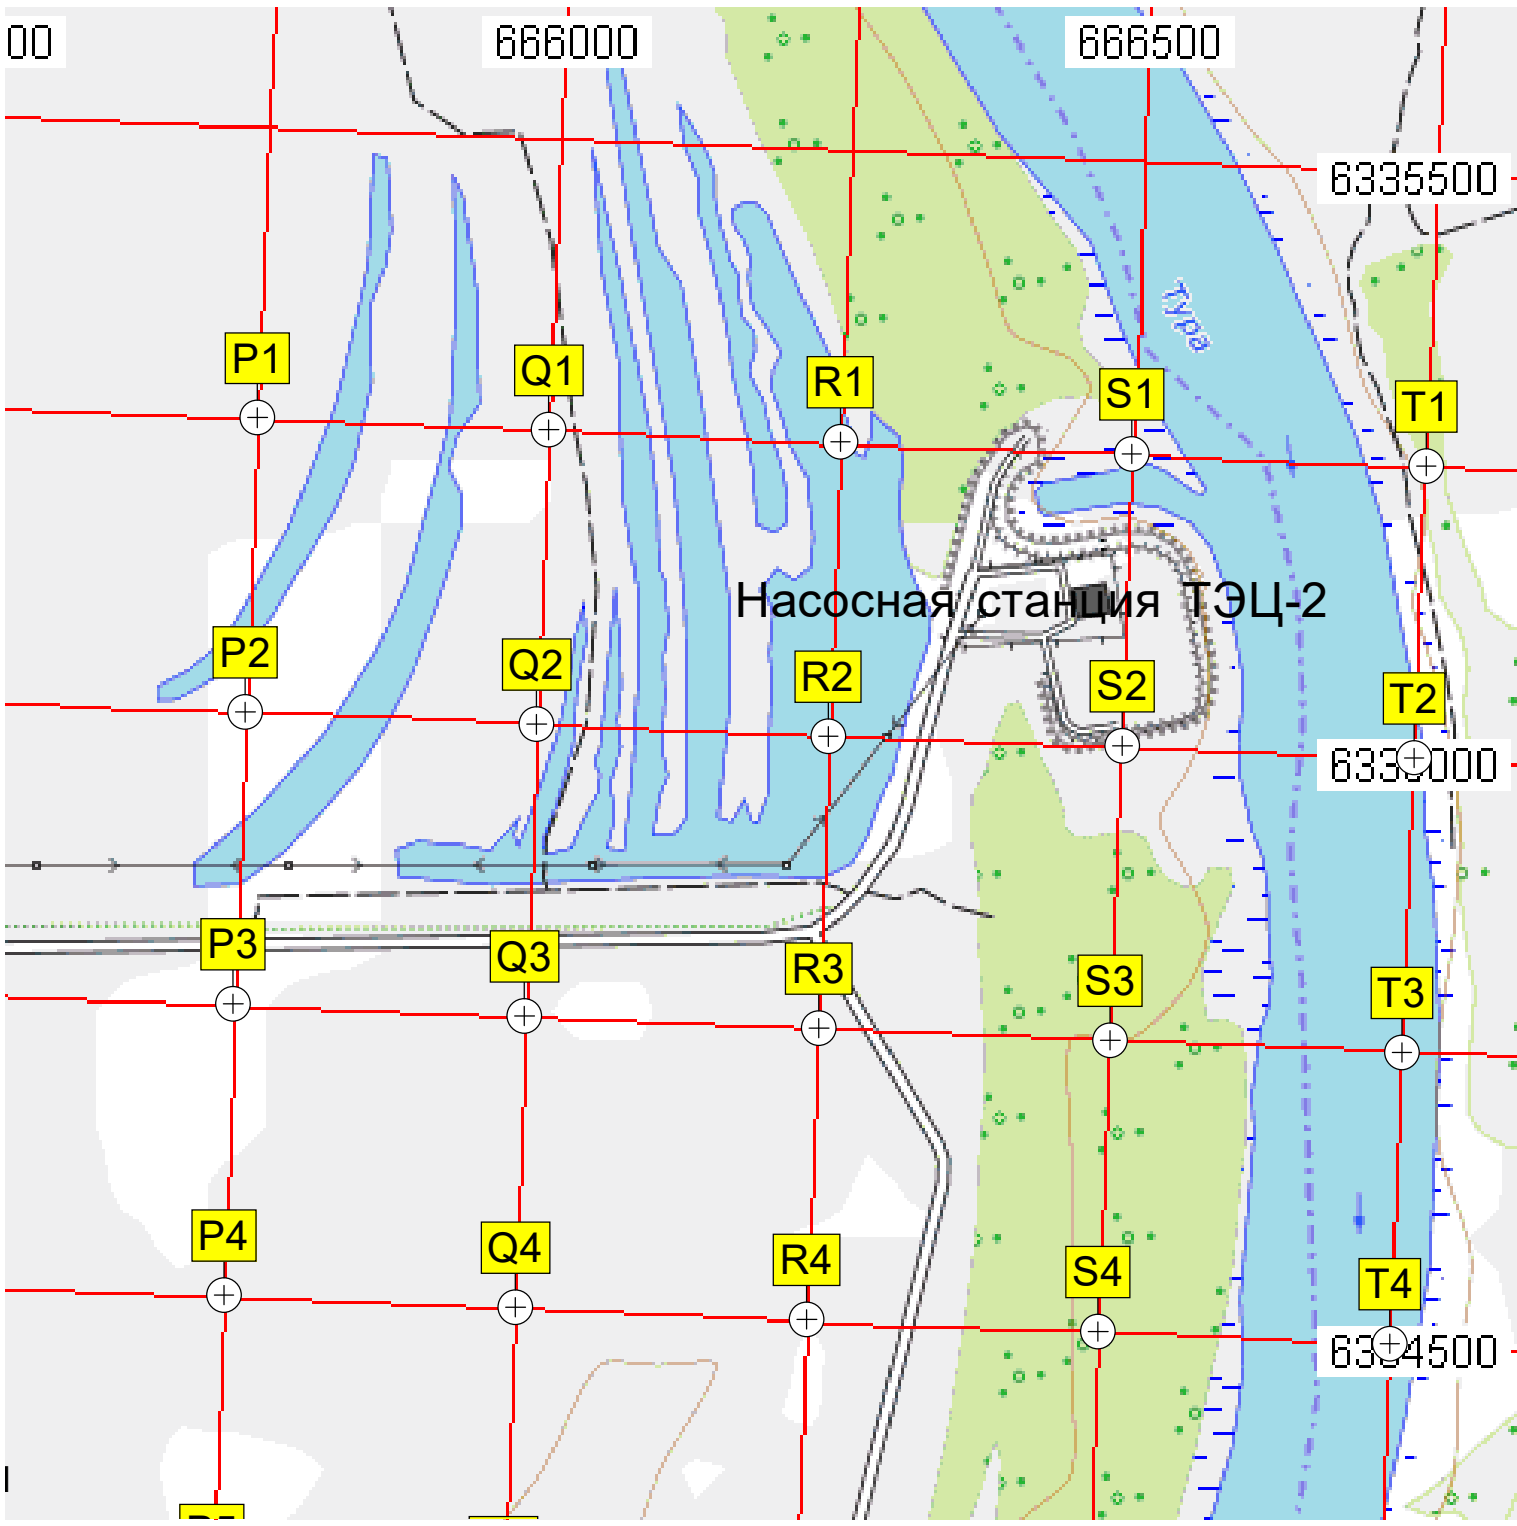 00 666000 666500
6335500
Тура
P1 Q1 R1 S1 T1
Насосная станция ТЭЦ-2
P2 Q2 R2 S2 T2
P3 Q3 R3 S3 T3
P4 Q4 R4 S4 T4